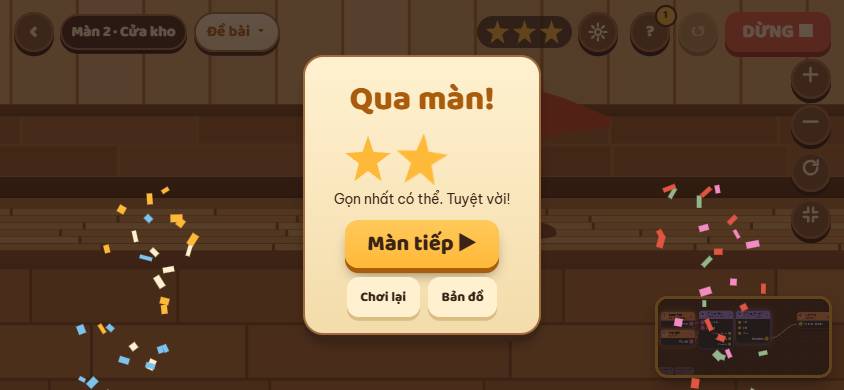 Màn 2 · Cửa kho
Đề bài
?
1
DỪNG
Qua màn!
Gọn nhất có thể. Tuyệt vời!
Màn tiếp
Chơi lại
Bản đồ